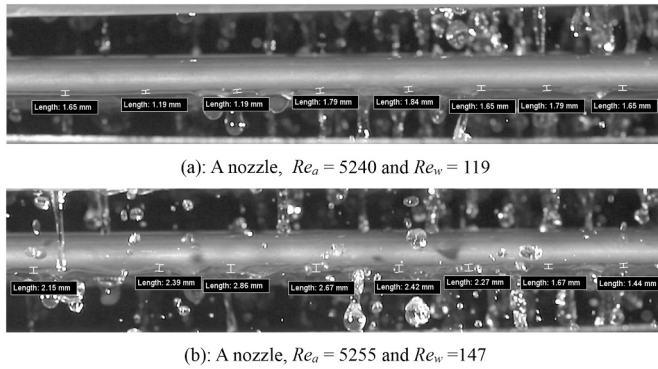 Length: 1.65 mm
Length: 1.19 mm
Length: 1.19 mm
Length: 1.79 mm
Length: 1.84 mm
Length: 1.65 mm
Length: 1.79 mm
Length: 1.65 mm
(a): A nozzle, Reₐ = 5240 and Re_w = 119
Length: 2.15 mm
Length: 2.39 mm
Length: 2.86 mm
Length: 2.67 mm
Length: 2.42 mm
Length: 2.27 mm
Length: 1.67 mm
Length: 1.44 mm
(b): A nozzle, Reₐ = 5255 and Re_w =147